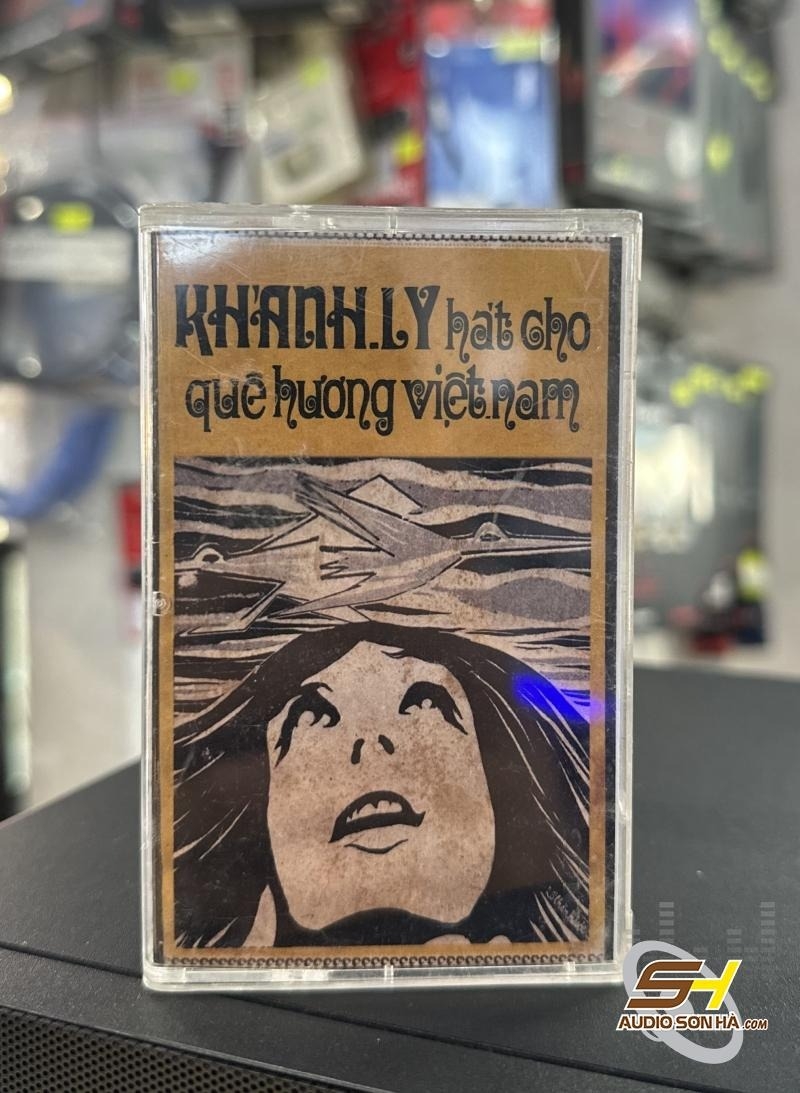 KHÁNH.LY hát cho
quê hương việt.nam
SH
AUDIO SƠN HÀ.COM